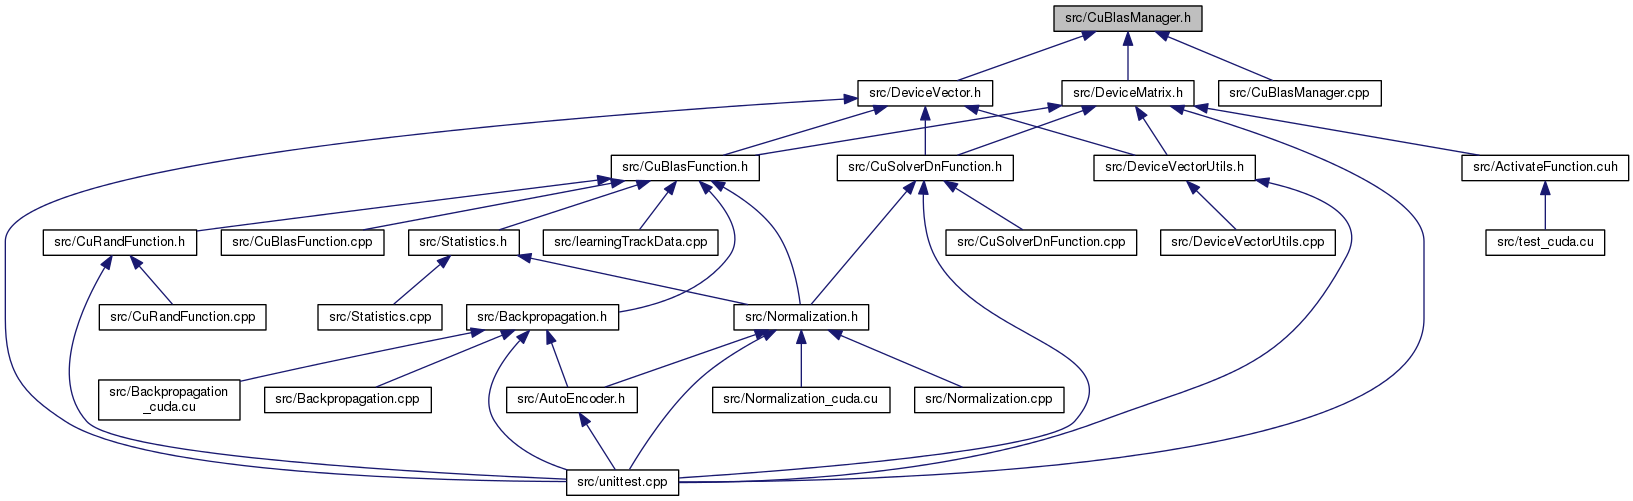 src/CuBlasManager.h
src/DeviceVector.h
src/DeviceMatrix.h
src/CuBlasManager.cpp
src/CuBlasFunction.h
src/CuSolverDnFunction.h
src/DeviceVectorUtils.h
src/ActivateFunction.cuh
src/CuRandFunction.h
src/CuBlasFunction.cpp
src/Statistics.h
src/learningTrackData.cpp
src/CuSolverDnFunction.cpp
src/DeviceVectorUtils.cpp
src/test_cuda.cu
src/CuRandFunction.cpp
src/Statistics.cpp
src/Backpropagation.h
src/Normalization.h
src/Backpropagation
_cuda.cu
src/Backpropagation.cpp
src/AutoEncoder.h
src/Normalization_cuda.cu
src/Normalization.cpp
src/unittest.cpp